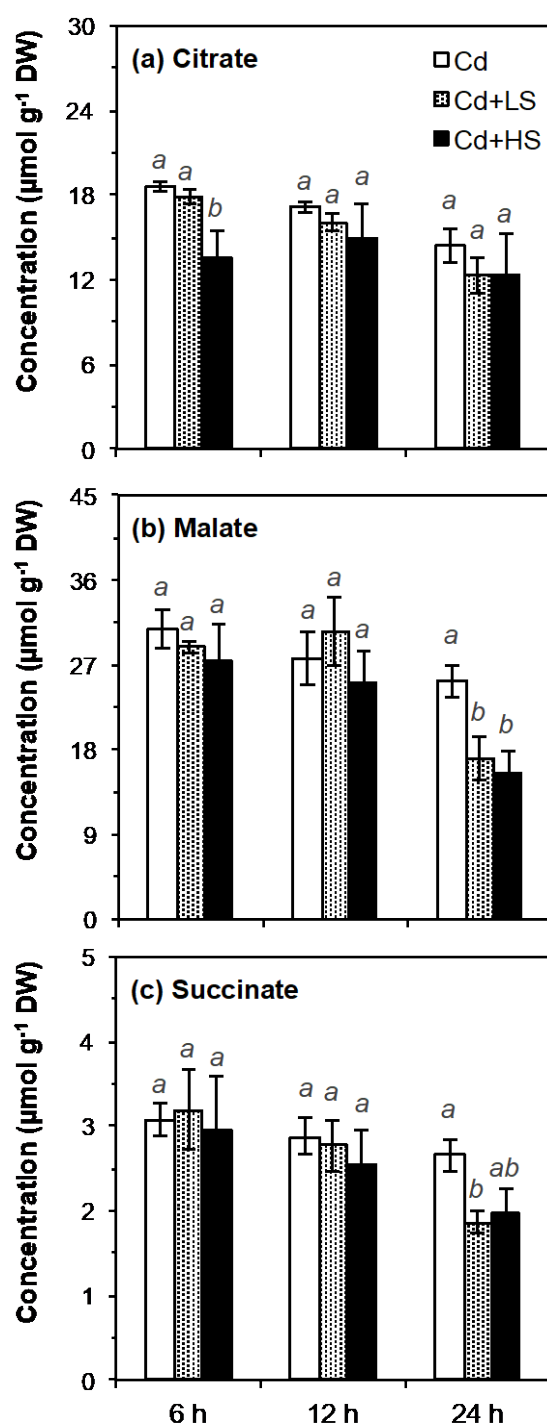 30
24
18
12
6
0
Concentration (µmol g⁻¹ DW)
(a) Citrate
Cd
Cd+LS
Cd+HS
a a b
a a a
a a a
45
36
27
18
9
0
Concentration (µmol g⁻¹ DW)
(b) Malate
a a a
a a a
a b b
5
4
3
2
1
0
Concentration (µmol g⁻¹ DW)
(c) Succinate
a a a
a a a
a b ab
6 h 12 h 24 h